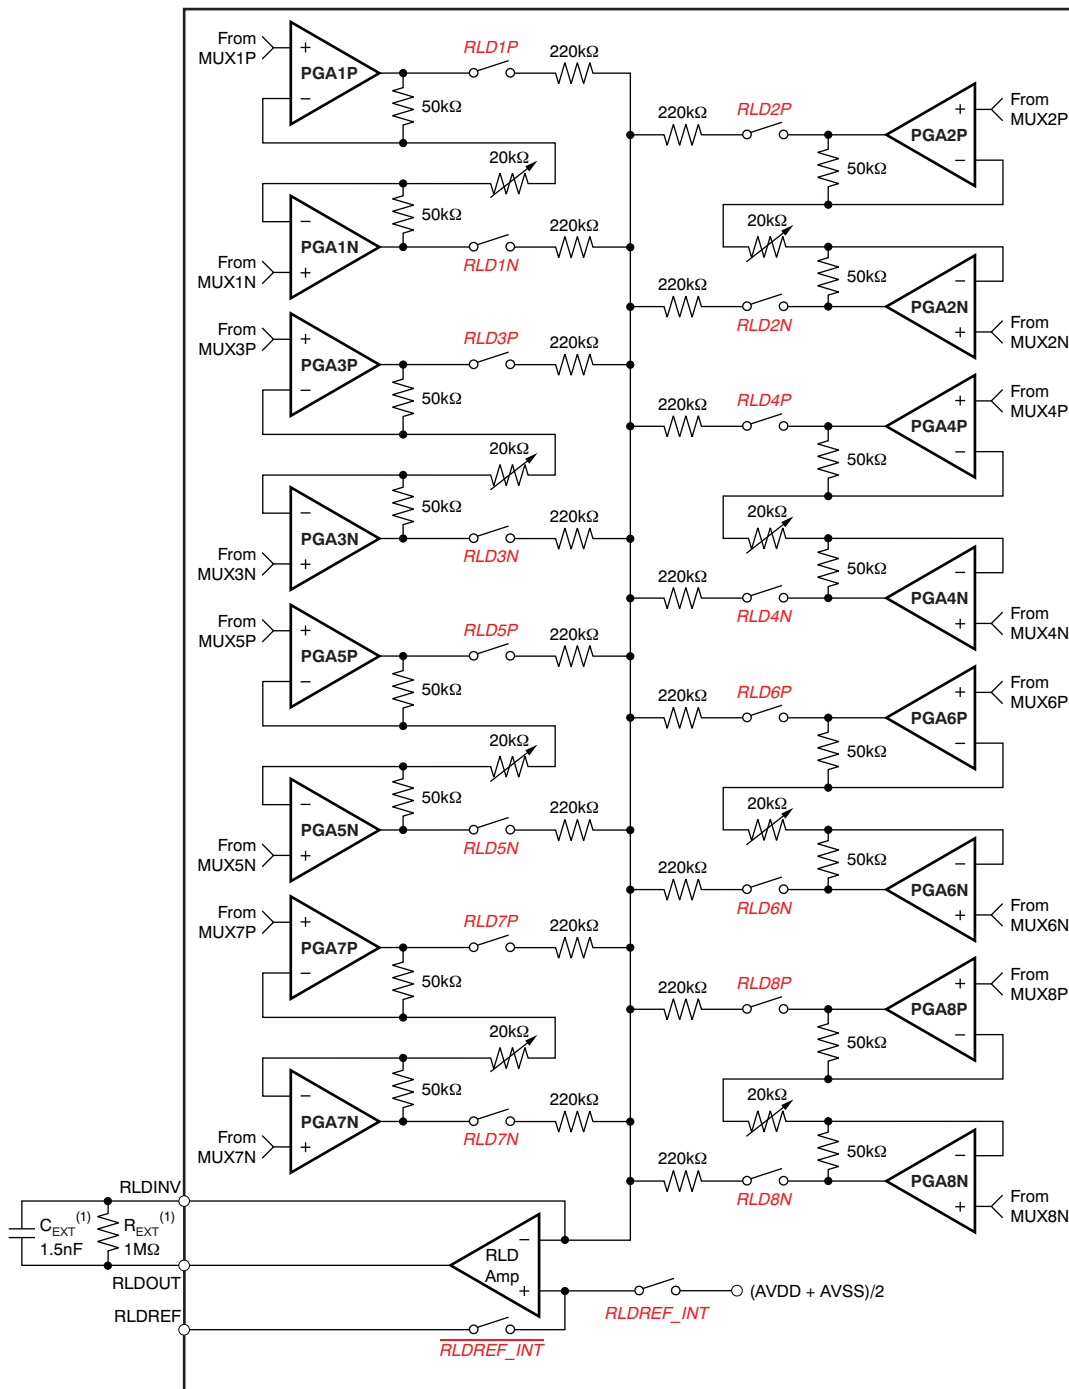 From
MUX1P
+
PGA1P
−
50kΩ
RLD1P
220kΩ
20kΩ
−
PGA1N
+
50kΩ
From
MUX1N
RLD1N
220kΩ
From
MUX3P
+
PGA3P
−
50kΩ
RLD3P
220kΩ
20kΩ
−
PGA3N
+
50kΩ
From
MUX3N
RLD3N
220kΩ
From
MUX5P
+
PGA5P
−
50kΩ
RLD5P
220kΩ
20kΩ
−
PGA5N
+
50kΩ
From
MUX5N
RLD5N
220kΩ
From
MUX7P
+
PGA7P
−
50kΩ
RLD7P
220kΩ
20kΩ
−
PGA7N
+
50kΩ
From
MUX7N
RLD7N
220kΩ
220kΩ
RLD2P
50kΩ
+
PGA2P
−
From
MUX2P
20kΩ
220kΩ
RLD2N
50kΩ
−
PGA2N
+
From
MUX2N
220kΩ
RLD4P
50kΩ
+
PGA4P
−
From
MUX4P
20kΩ
220kΩ
RLD4N
50kΩ
−
PGA4N
+
From
MUX4N
220kΩ
RLD6P
50kΩ
+
PGA6P
−
From
MUX6P
20kΩ
220kΩ
RLD6N
50kΩ
−
PGA6N
+
From
MUX6N
220kΩ
RLD8P
50kΩ
+
PGA8P
−
From
MUX8P
20kΩ
220kΩ
RLD8N
50kΩ
−
PGA8N
+
From
MUX8N
RLDINV
CEXT(1)
1.5nF
REXT(1)
1MΩ
RLDOUT
RLDREF
−
RLD
Amp
+
RLDREF_INT
RLDREF_INT
(AVDD + AVSS)/2